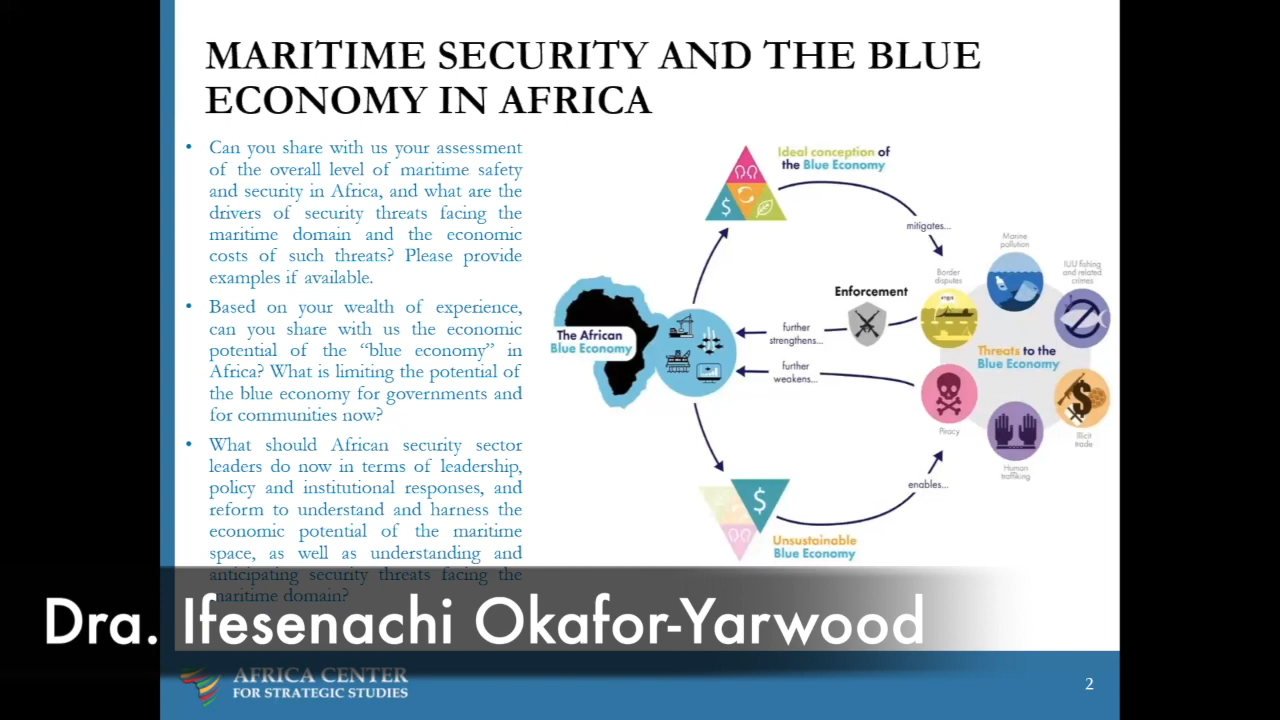 MARITIME SECURITY AND THE BLUE
ECONOMY IN AFRICA
• Can you share with us your assessment
of the overall level of maritime safety
and security in Africa, and what are the
drivers of security threats facing the
maritime domain and the economic
costs of such threats? Please provide
examples if available.
• Based on your wealth of experience,
can you share with us the economic
potential of the “blue economy” in
Africa? What is limiting the potential of
the blue economy for governments and
for communities now?
• What should African security sector
leaders do now in terms of leadership,
policy and institutional responses, and
reform to understand and harness the
economic potential of the maritime
space, as well as understanding and
anticipating security threats facing the
maritime domain?
Ideal conception of
the Blue Economy
mitigates...
Marine
pollution
Border
disputes
IUU fishing
and related
crimes
Enforcement
The African
Blue Economy
further
strengthens...
further
weakens...
Threats to the
Blue Economy
Piracy
Illicit
trade
Human
traffiking
enables...
$
$
$
Unsustainable
Blue Economy
Dra. Ifesenachi Okafor-Yarwood
AFRICA CENTER
FOR STRATEGIC STUDIES
2